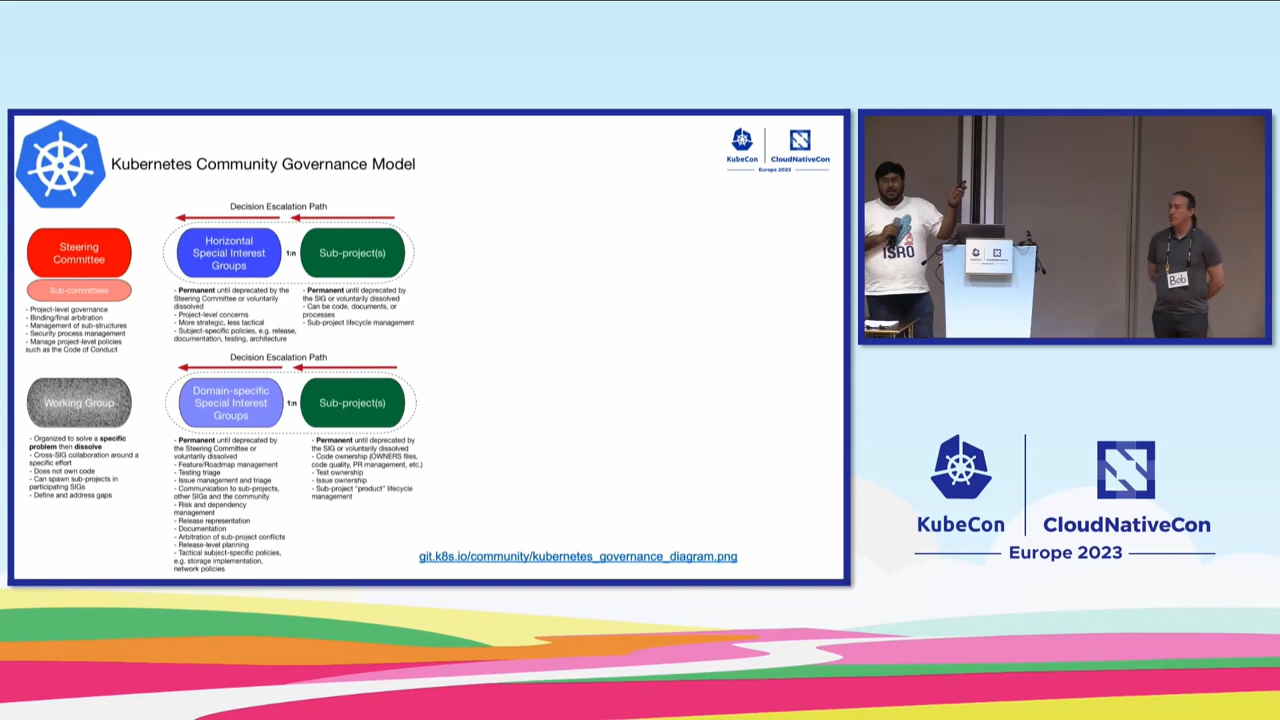 Kubernetes Community Governance Model
KubeCon
CloudNativeCon
Europe 2023
Decision Escalation Path
Steering
Committee
Sub-committees
- Project-level governance
- Binding/final arbitration
- Management of sub-structures
- Security process management
- Manage project-level policies
such as the Code of Conduct
Horizontal
Special Interest
Groups
1:n
Sub-project(s)
- Permanent until deprecated by the
Steering Committee or voluntarily
dissolved
- Project-level concerns
- More strategic, less tactical
- Subject-specific policies, e.g. release,
documentation, testing, architecture
- Permanent until deprecated by
the SIG or voluntarily dissolved
- Can be code, documents, or
processes
- Sub-project lifecycle management
Decision Escalation Path
Working Group
- Organized to solve a specific
problem then dissolve
- Cross-SIG collaboration around a
specific effort
- Does not own code
- Can spawn sub-projects in
participating SIGs
- Define and address gaps
Domain-specific
Special Interest
Groups
1:n
Sub-project(s)
- Permanent until deprecated by
the Steering Committee or
voluntarily dissolved
- Feature/Roadmap management
- Testing triage
- Issue management and triage
- Communication to sub-projects,
other SIGs and the community
- Risk and dependency
management
- Release representation
- Documentation
- Arbitration of sub-project conflicts
- Release-level planning
- Tactical subject-specific policies,
e.g. storage implementation,
network policies
- Permanent until deprecated by
the SIG or voluntarily dissolved
- Code ownership (OWNERS files,
code quality, PR management, etc.)
- Test ownership
- Issue ownership
- Sub-project "product" lifecycle
management
git.k8s.io/community/kubernetes_governance_diagram.png
ISRO
Bob
KubeCon
CloudNativeCon
Europe 2023